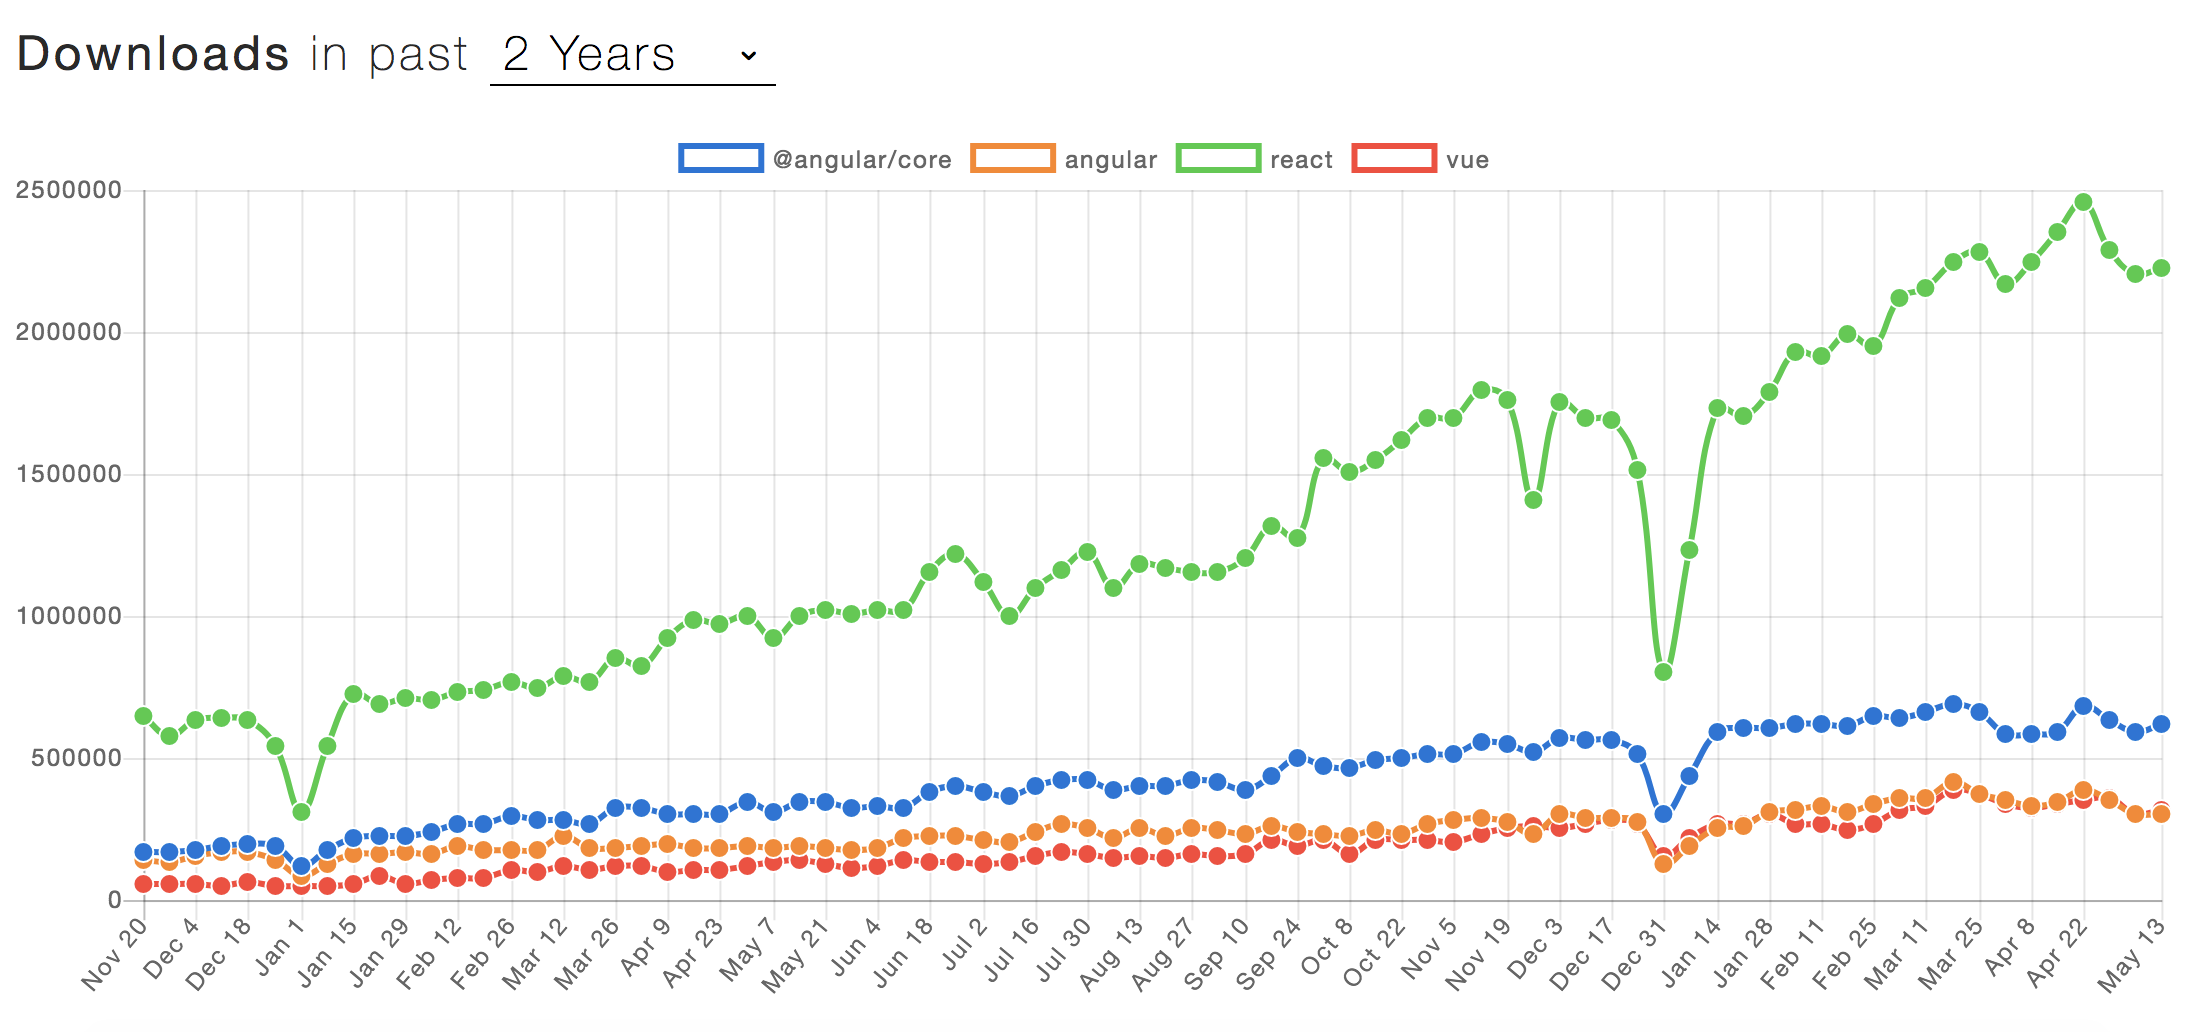 Downloads in past 2 Years
@angular/core angular react vue
2500000
2000000
1500000
1000000
500000
0
Nov 20 Dec 4 Dec 18 Jan 1 Jan 15 Jan 29 Feb 12 Feb 26 Mar 12 Mar 26 Apr 9 Apr 23 May 7 May 21 Jun 4 Jun 18 Jul 2 Jul 16 Jul 30 Aug 13 Aug 27 Sep 10 Sep 24 Oct 8 Oct 22 Nov 5 Nov 19 Dec 3 Dec 17 Dec 31 Jan 14 Jan 28 Feb 11 Feb 25 Mar 11 Mar 25 Apr 8 Apr 22 May 13